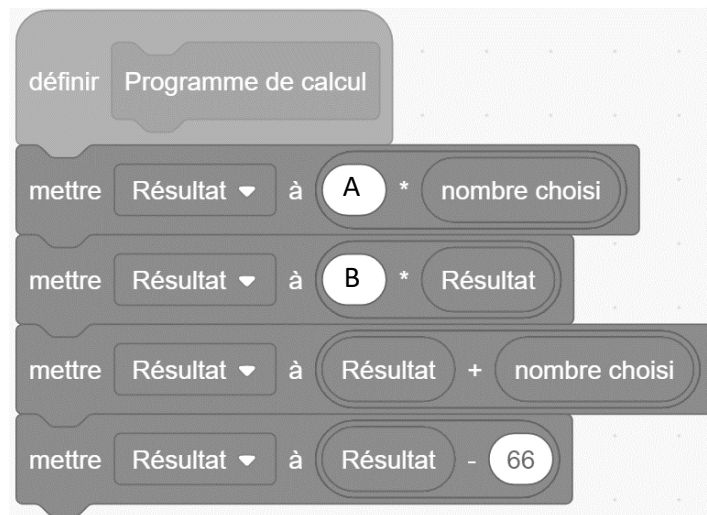 définir Programme de calcul
mettre Résultat à A * nombre choisi
mettre Résultat à B * Résultat
mettre Résultat à Résultat + nombre choisi
mettre Résultat à Résultat - 66